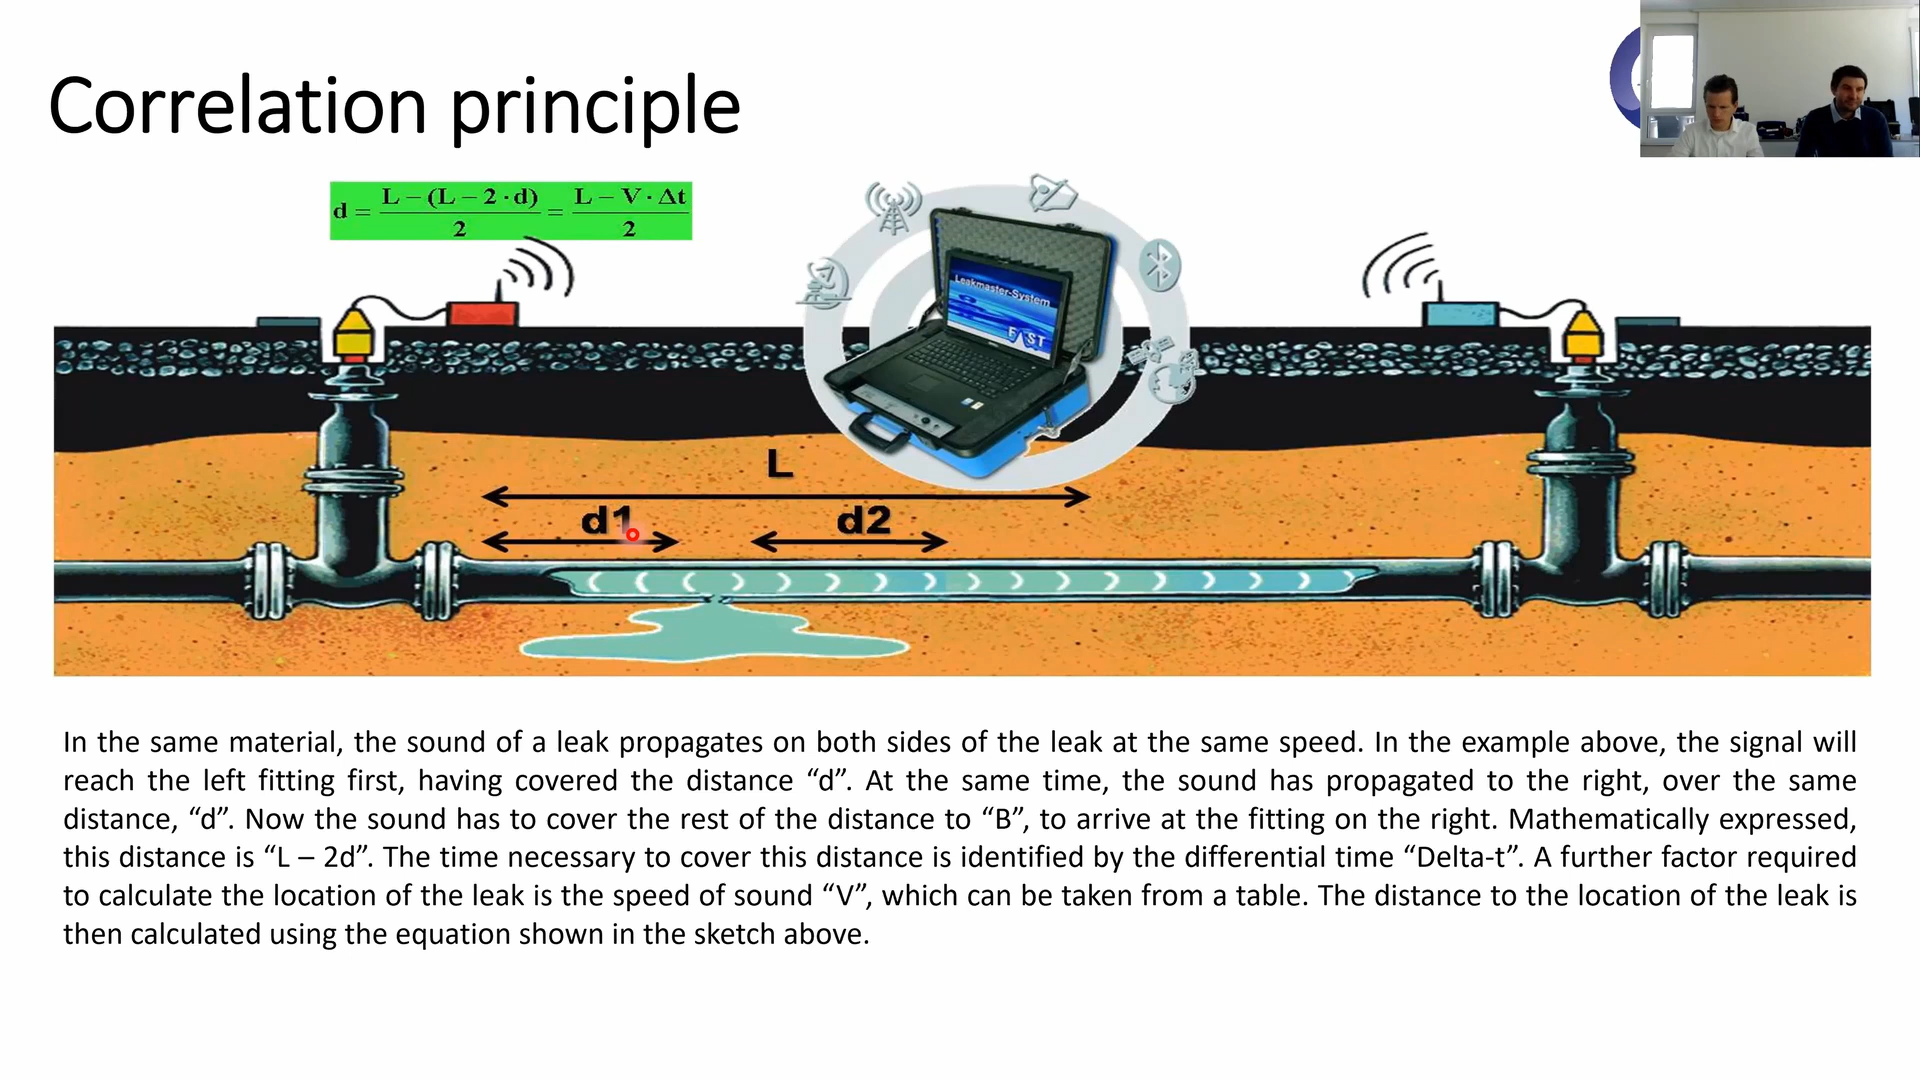 Correlation principle
d = L – (L – 2 · d) / 2 = L – V · Δt / 2
Leakmaster-System
FAST
L
d1
d2
In the same material, the sound of a leak propagates on both sides of the leak at the same speed. In the example above, the signal will
reach the left fitting first, having covered the distance “d”. At the same time, the sound has propagated to the right, over the same
distance, “d”. Now the sound has to cover the rest of the distance to “B”, to arrive at the fitting on the right. Mathematically expressed,
this distance is “L – 2d”. The time necessary to cover this distance is identified by the differential time “Delta-t”. A further factor required
to calculate the location of the leak is the speed of sound “V”, which can be taken from a table. The distance to the location of the leak is
then calculated using the equation shown in the sketch above.